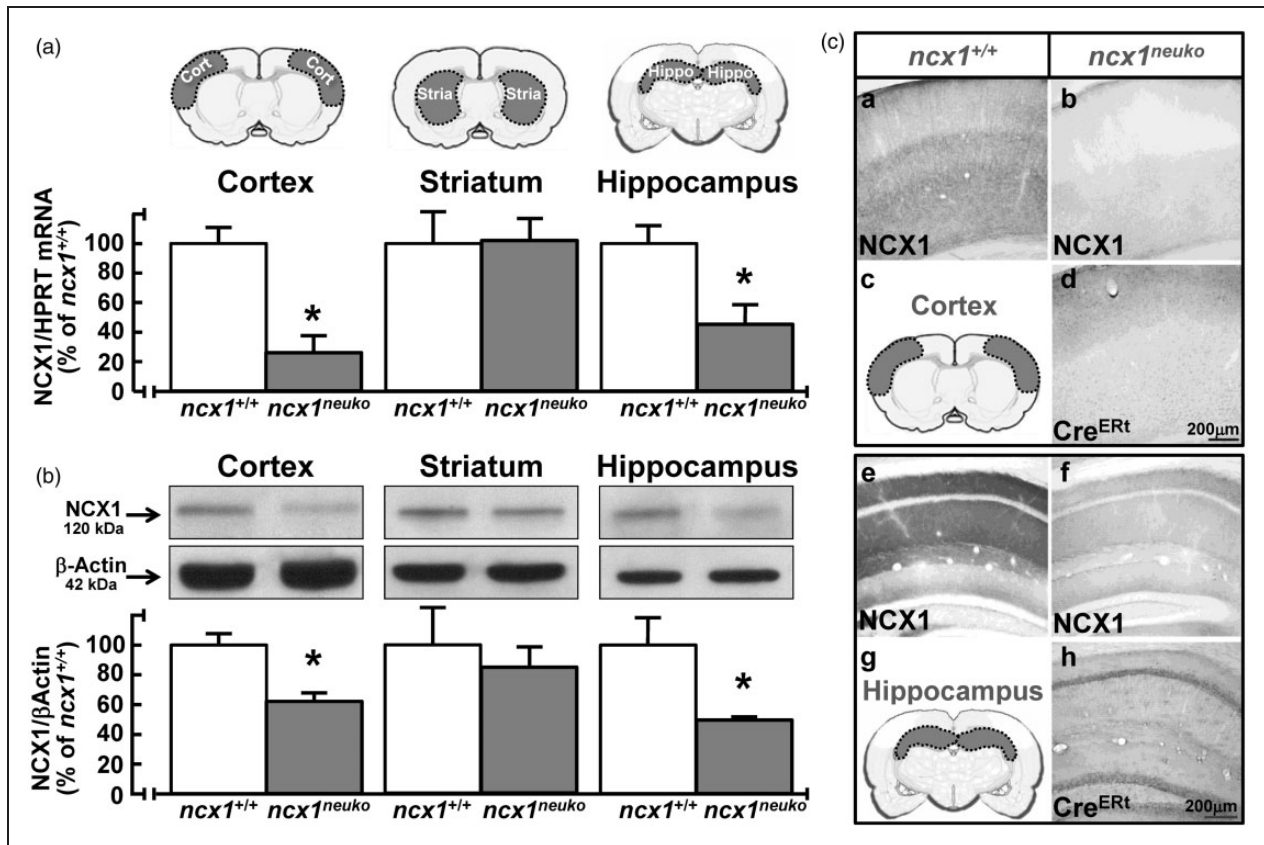 (a)
Cort Cort
Stria Stria
Hippo Hippo
Cortex Striatum Hippocampus
NCX1/HPRT mRNA
(% of ncx1+/+)
100
80
60
40
20
0
* *
ncx1+/+ ncx1neuko ncx1+/+ ncx1neuko ncx1+/+ ncx1neuko
(b)
Cortex Striatum Hippocampus
NCX1
120 kDa
β-Actin
42 kDa
NCX1/βActin
(% of ncx1+/+)
100
80
60
40
20
0
* *
ncx1+/+ ncx1neuko ncx1+/+ ncx1neuko ncx1+/+ ncx1neuko
(c)
ncx1+/+ ncx1neuko
a b
NCX1 NCX1
c d
Cortex
CreERt 200μm
e f
NCX1 NCX1
g h
Hippocampus
CreERt 200μm